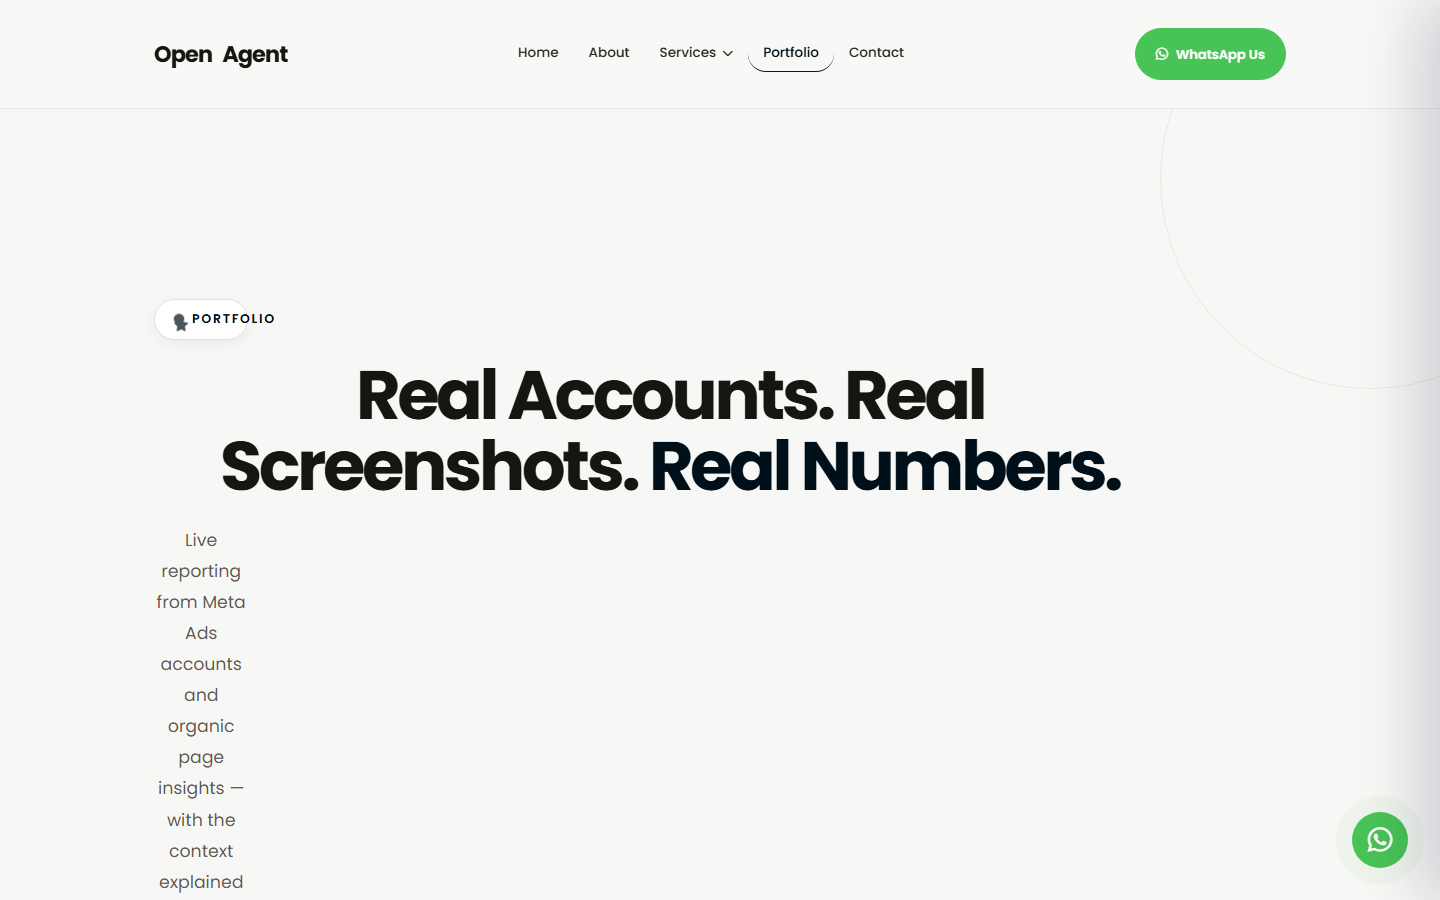 Open Agent
Home About Services Portfolio Contact
WhatsApp Us
PORTFOLIO
Real Accounts. Real
Screenshots. Real Numbers.
Live
reporting
from Meta
Ads
accounts
and
organic
page
insights —
with the
context
explained